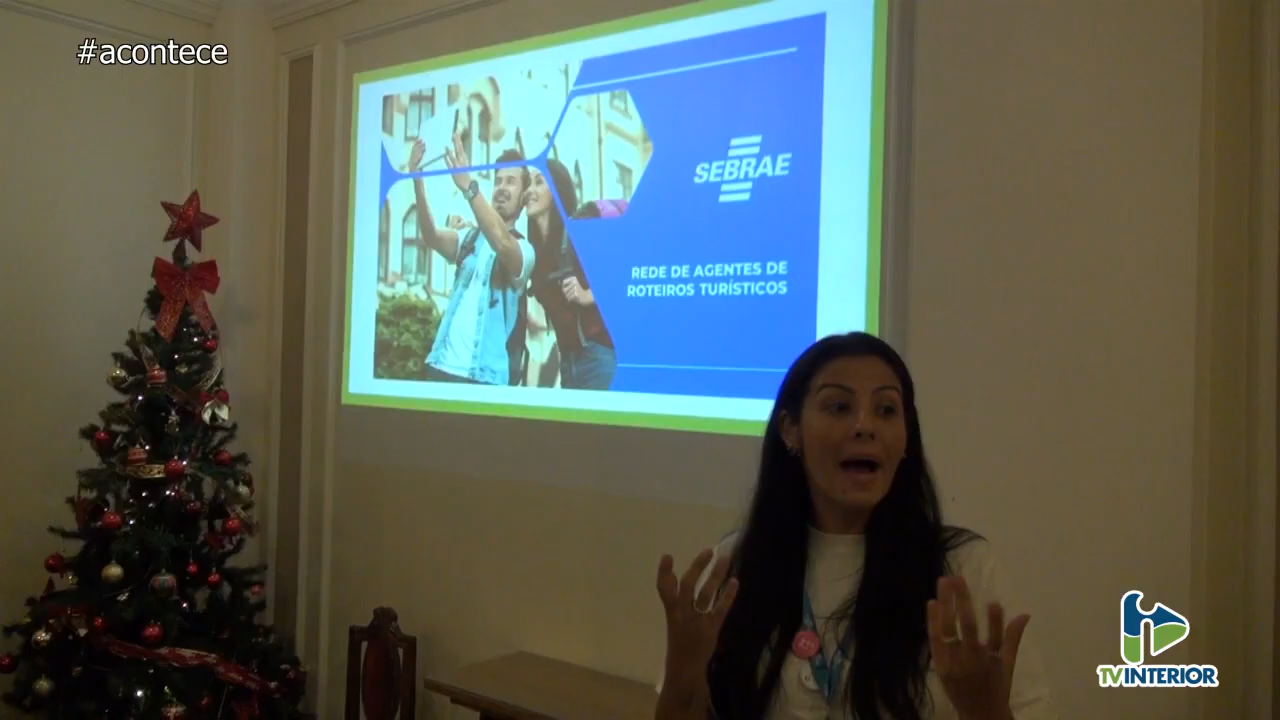 #acontece
SEBRAE
REDE DE AGENTES DE
ROTEIROS TURÍSTICOS
TV INTERIOR